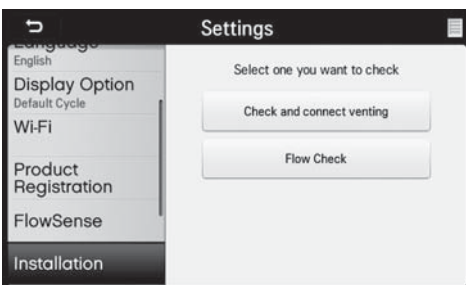 Settings
Language
English
Display Option
Default Cycle
Wi-Fi
Product
Registration
FlowSense
Installation
Select one you want to check
Check and connect venting
Flow Check